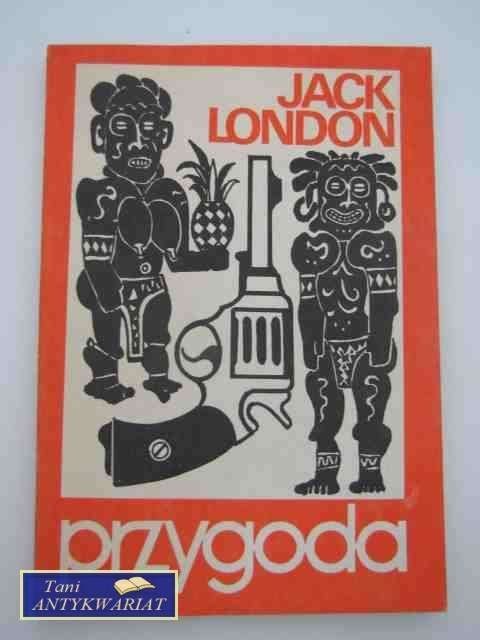 JACK
LONDON
przygoda
Tani
ANTYKWARIAT